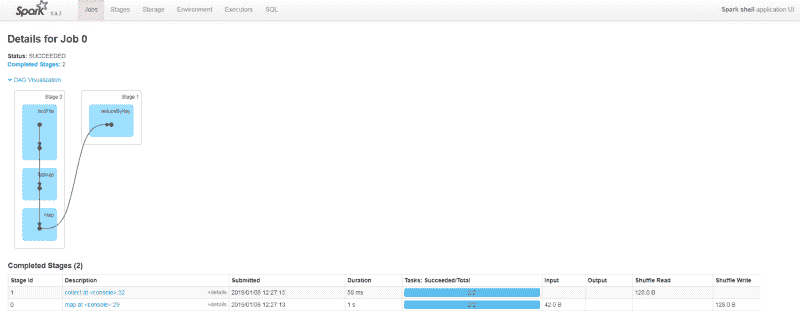 Spark 1.6.3 Jobs Stages Storage Environment Executors SQL Spark shell application UI
Details for Job 0
Status: SUCCEEDED
Completed Stages: 2
DAG Visualization
Stage 0 Stage 1
textFile reduceByKey
flatMap
map
Completed Stages (2)
Stage Id Description Submitted Duration Tasks: Succeeded/Total Input Output Shuffle Read Shuffle Write
1 collect at <console>:32 +details 2019/01/06 12:27:15 56 ms 128.0 B
0 map at <console>:29 +details 2019/01/06 12:27:13 1 s 42.0 B 128.0 B